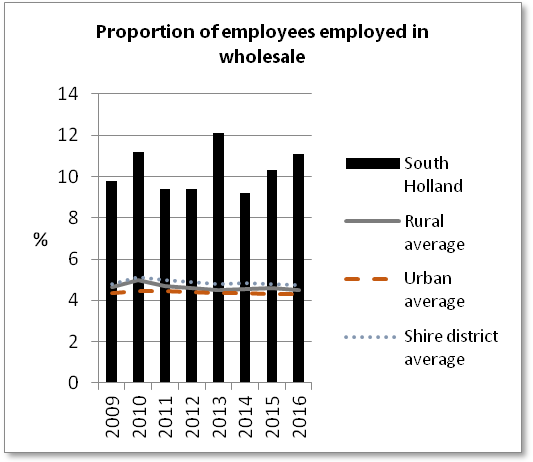 Proportion of employees employed in
wholesale
14
12
10
8
6
4
2
0
%
2009
2010
2011
2012
2013
2014
2015
2016
South
Holland
Rural
average
Urban
average
Shire district
average